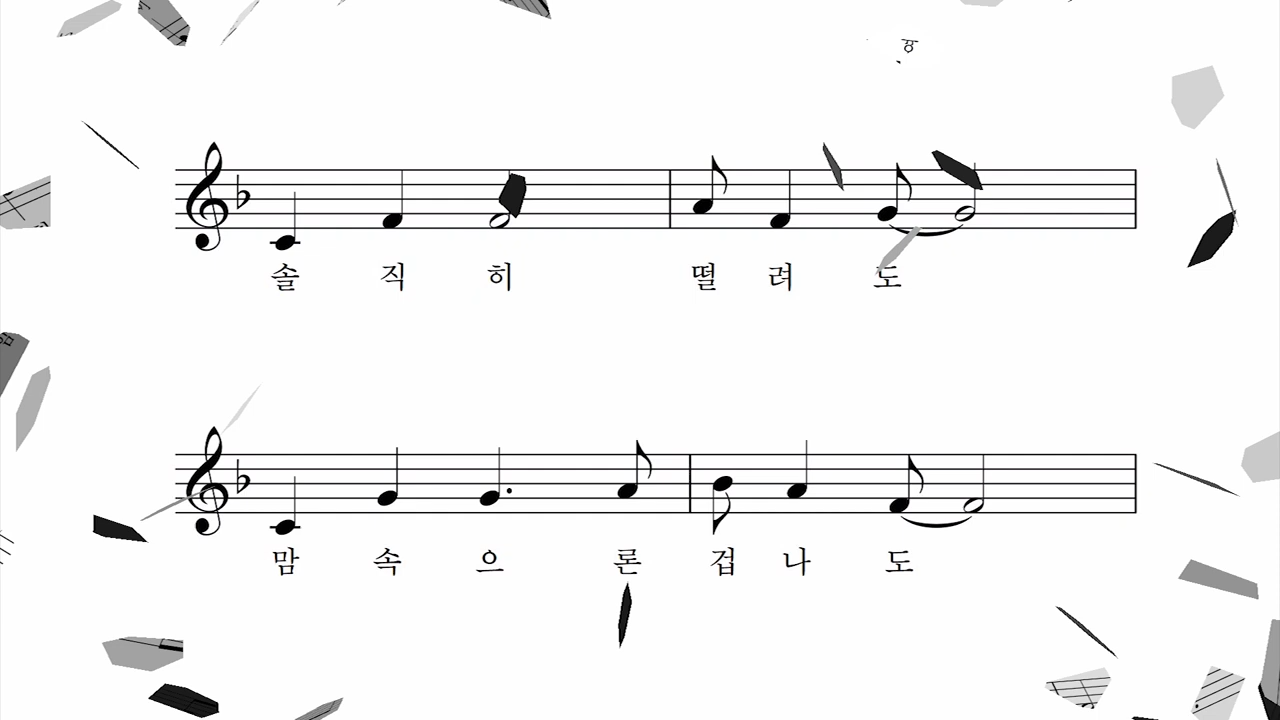 솔 직 히 떨 려 도
맘 속 으 론 겁 나 도